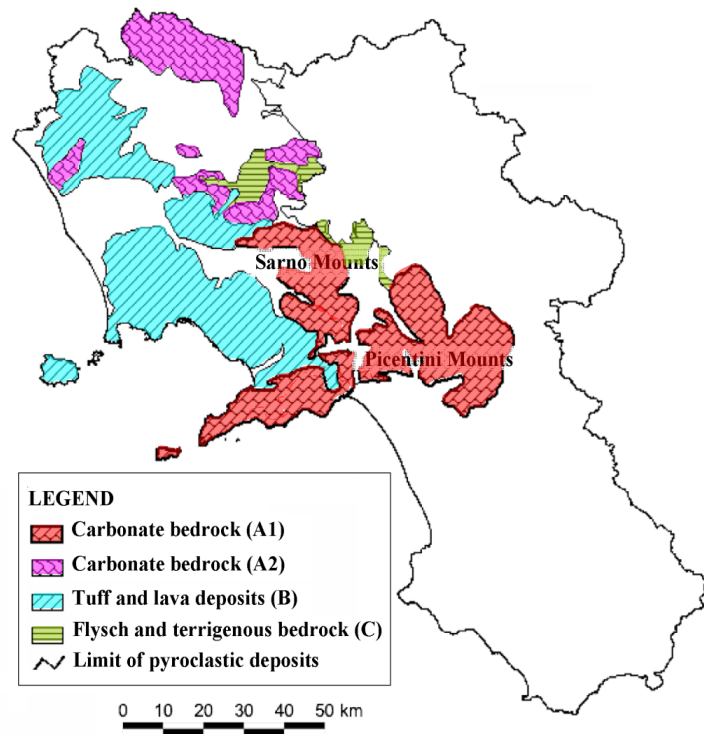 Sarno Mounts
Picentini Mounts
LEGEND
Carbonate bedrock (A1)
Carbonate bedrock (A2)
Tuff and lava deposits (B)
Flysch and terrigenous bedrock (C)
Limit of pyroclastic deposits
0 10 20 30 40 50 km